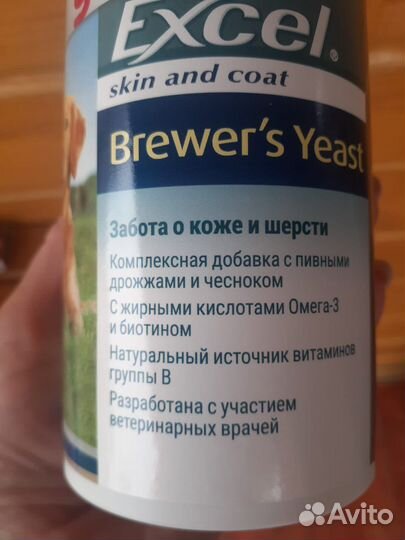 Excel®
skin and coat
Brewer's Yeast
Забота о коже и шерсти
Комплексная добавка с пивными
дрожжами и чесноком
С жирными кислотами Омега-3
и биотином
Натуральный источник витаминов
группы В
Разработана с участием
ветеринарных врачей
Avito